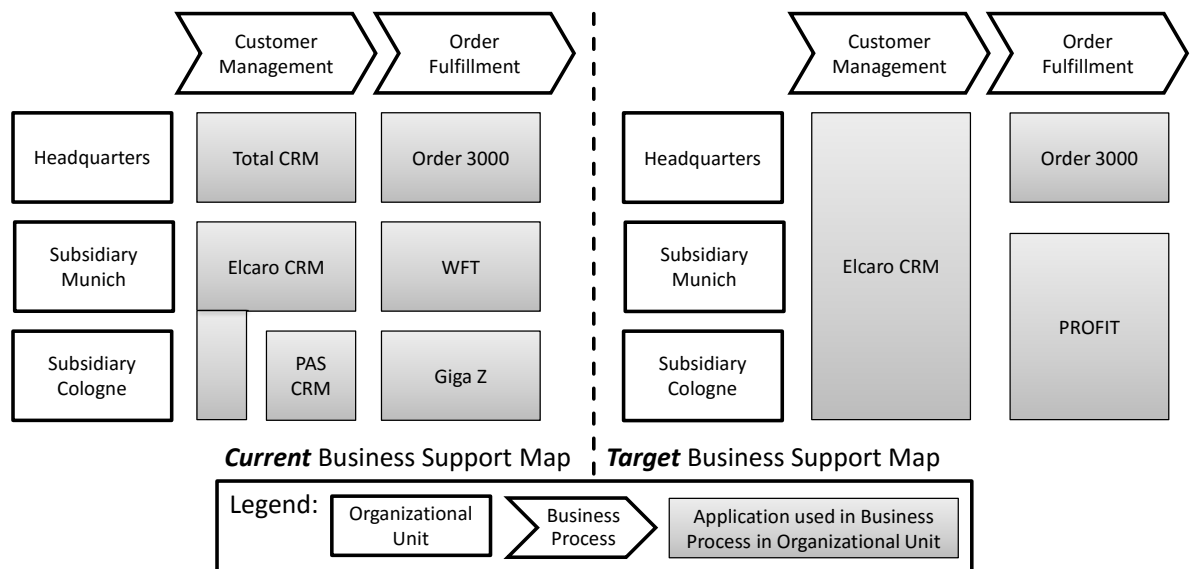 Customer
Management
Order
Fulfillment
Customer
Management
Order
Fulfillment
Headquarters
Total CRM
Order 3000
Headquarters
Order 3000
Subsidiary
Munich
Elcaro CRM
WFT
Subsidiary
Munich
Elcaro CRM
PROFIT
Subsidiary
Cologne
PAS
CRM
Giga Z
Subsidiary
Cologne
Current Business Support Map
Target Business Support Map
Legend:
Organizational
Unit
Business
Process
Application used in Business
Process in Organizational Unit